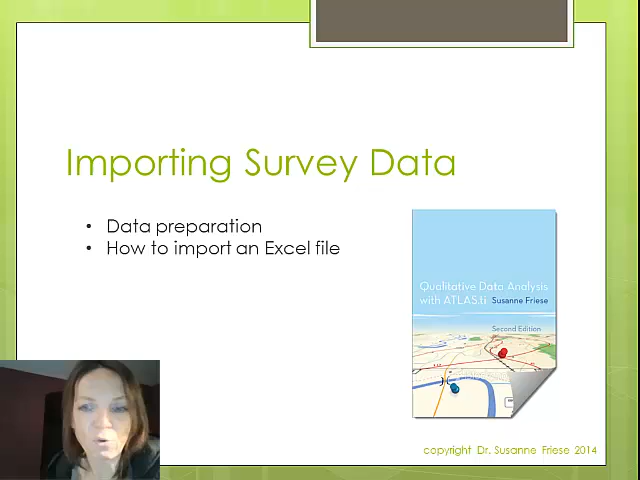 Importing Survey Data
• Data preparation
• How to import an Excel file
Qualitative Data Analysis
with ATLAS.ti Susanne Friese
Second Edition
copyright Dr. Susanne Friese 2014